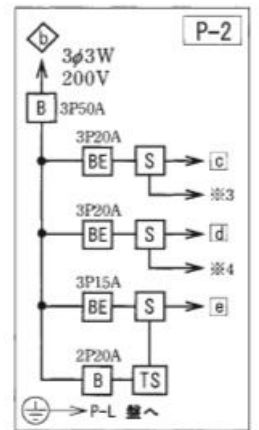 P-2
b
3φ3W
200V
B 3P50A
3P20A
BE S c
※3
3P20A
BE S d
※4
3P15A
BE S e
2P20A
B TS
P-L 盤へ